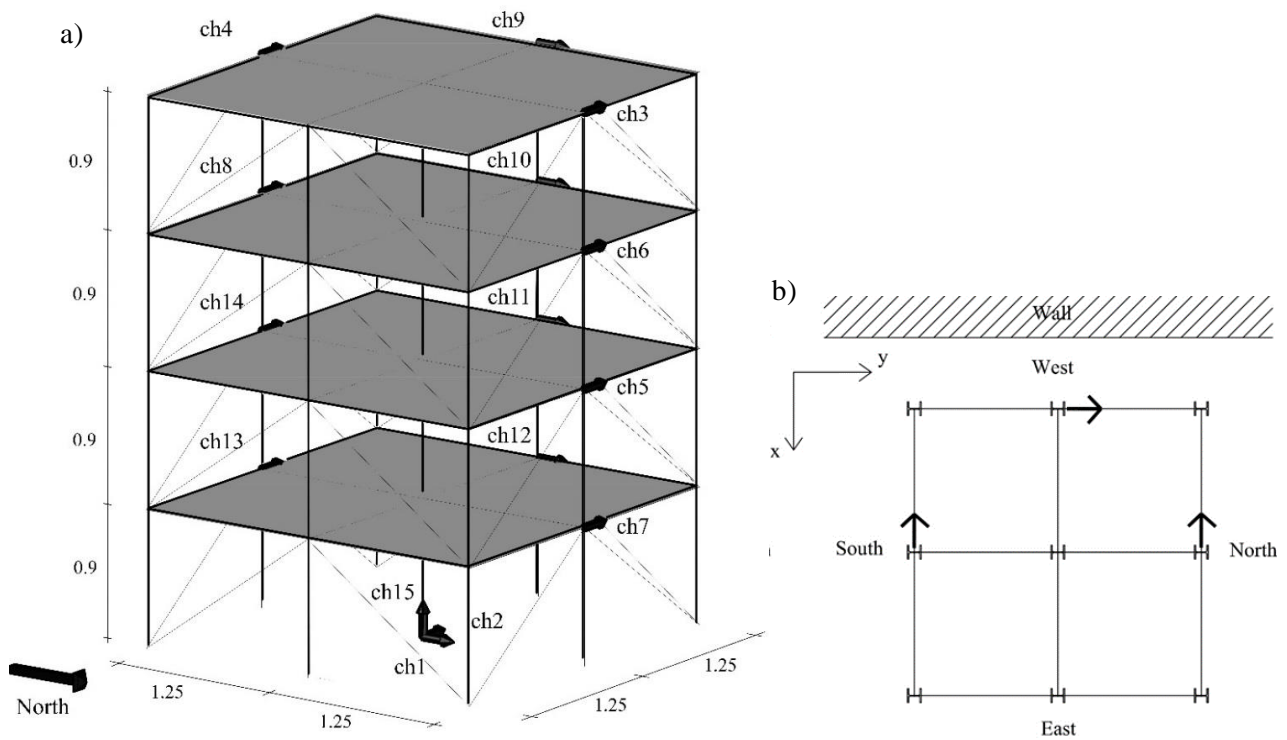 a)
ch4
ch9
ch3
0.9
ch8
ch10
ch6
0.9
ch14
ch11
ch5
0.9
ch13
ch12
ch7
0.9
ch15
ch2
ch1
North
1.25
1.25
1.25
1.25
b)
Wall
y
West
x
South
North
East